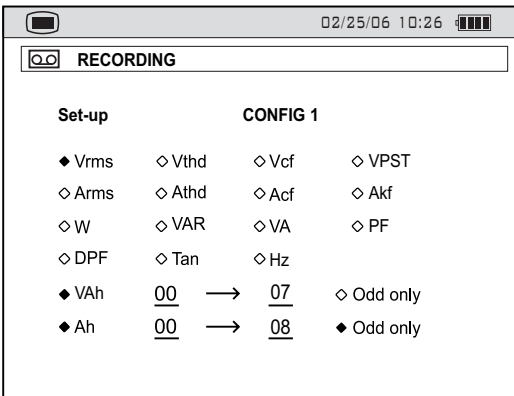 02/25/06 10:26
RECORDING
Set-up CONFIG 1
Vrms Vthd Vcf VPST
Arms Athd Acf Akf
W VAR VA PF
DPF Tan Hz
VAh 00 → 07 Odd only
Ah 00 → 08 Odd only